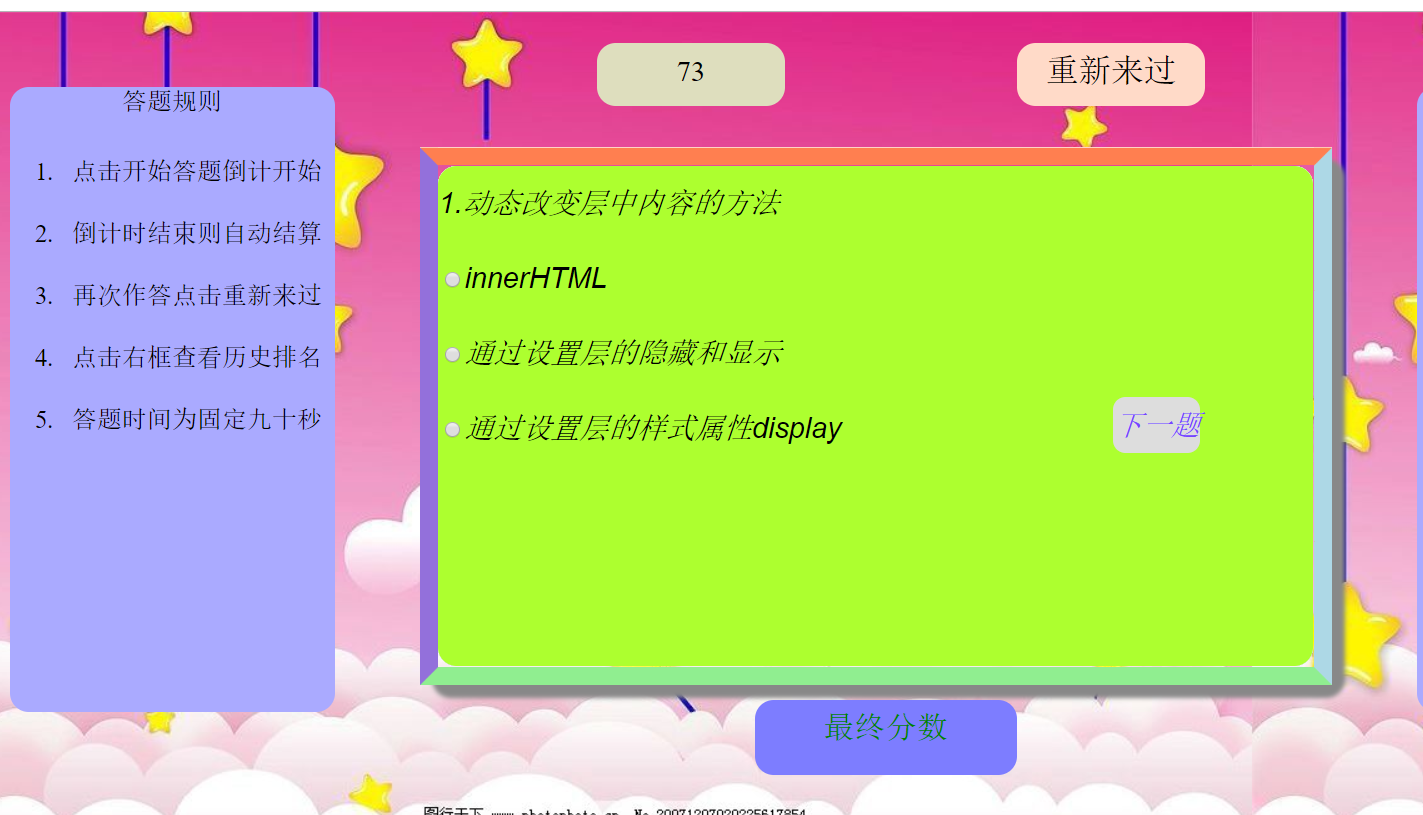 73
重新来过
答题规则
1. 点击开始答题倒计开始
2. 倒计时结束则自动结算
3. 再次作答点击重新来过
4. 点击右框查看历史排名
5. 答题时间为固定九十秒
1.动态改变层中内容的方法
innerHTML
通过设置层的隐藏和显示
通过设置层的样式属性display
下一题
最终分数
图行天下 www.photophoto.cn No.20071207020225617854